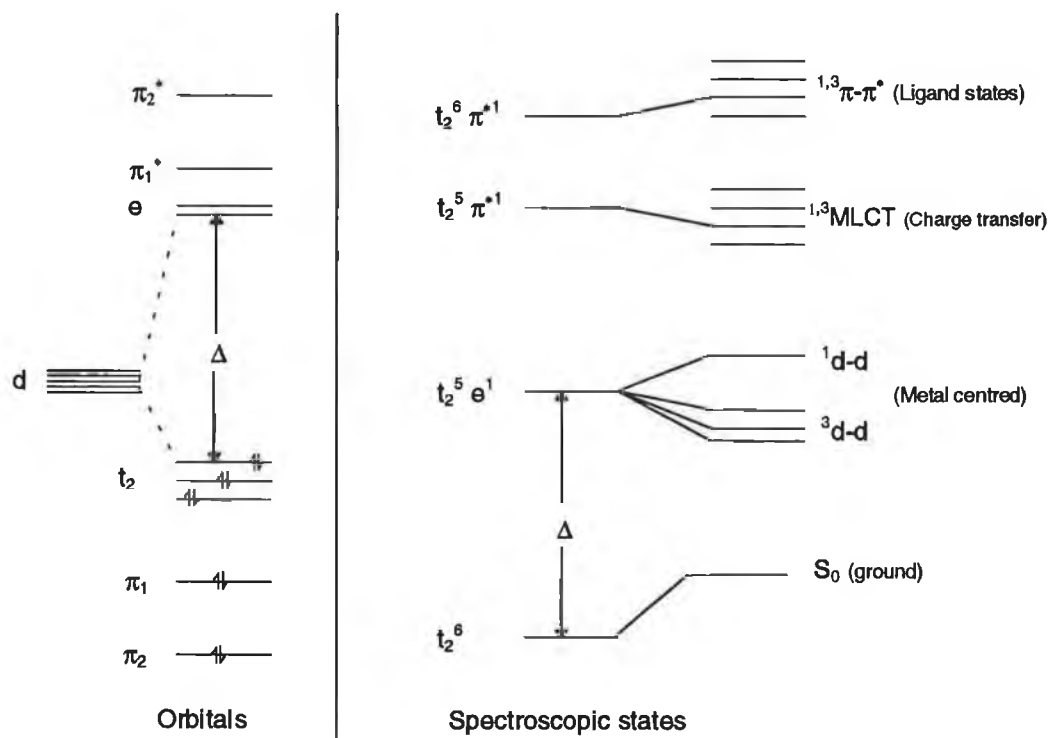 π₂*
π₁*
e
Δ
d
t₂
π₁
π₂
Orbitals
t₂⁶ π*¹
¹,³π-π* (Ligand states)
t₂⁵ π*¹
¹,³MLCT (Charge transfer)
¹d-d
t₂⁵ e¹
(Metal centred)
³d-d
Δ
S₀ (ground)
t₂⁶
Spectroscopic states